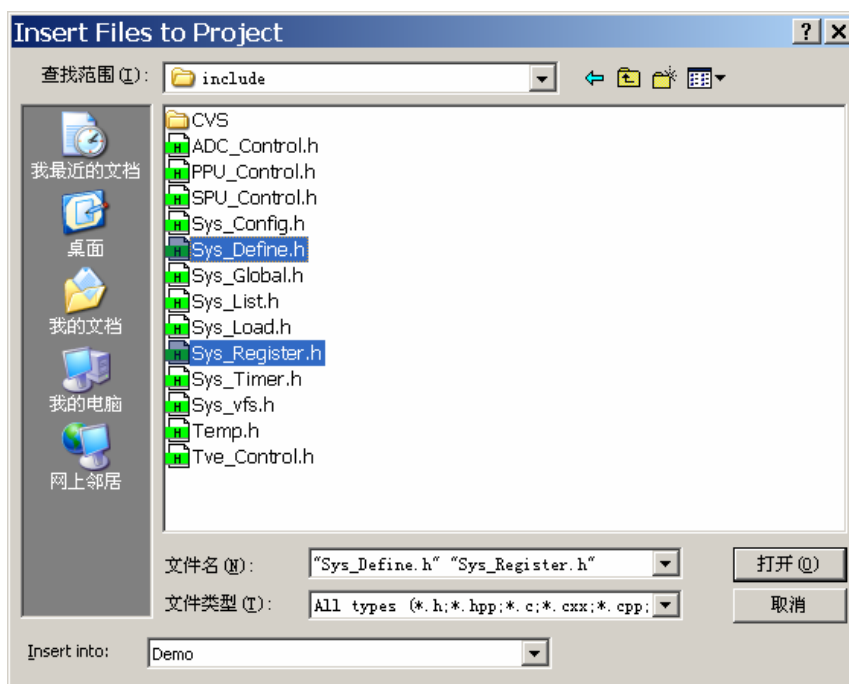 Insert Files to Project
查找范围(I):
include
我最近的文档
桌面
我的文档
我的电脑
网上邻居
CVS
ADC_Control.h
PPU_Control.h
SPU_Control.h
Sys_Config.h
Sys_Define.h
Sys_Global.h
Sys_List.h
Sys_Load.h
Sys_Register.h
Sys_Timer.h
Sys_vfs.h
Temp.h
Tve_Control.h
文件名(N):
"Sys_Define.h" "Sys_Register.h"
打开(O)
文件类型(T):
All types (*.h;*.hpp;*.c;*.cxx;*.cpp;
取消
Insert into:
Demo